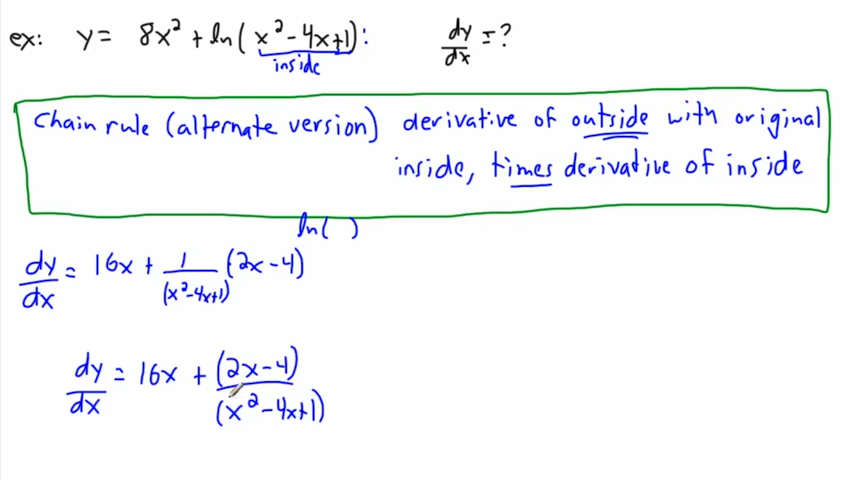 ex: y = 8x² + ln(x² - 4x + 1): dy/dx = ?
inside
Chain rule (alternate version) derivative of outside with original
inside, times derivative of inside
ln( )
dy/dx = 16x + 1/(x² - 4x + 1) (2x - 4)
dy/dx = 16x + (2x - 4)/(x² - 4x + 1)